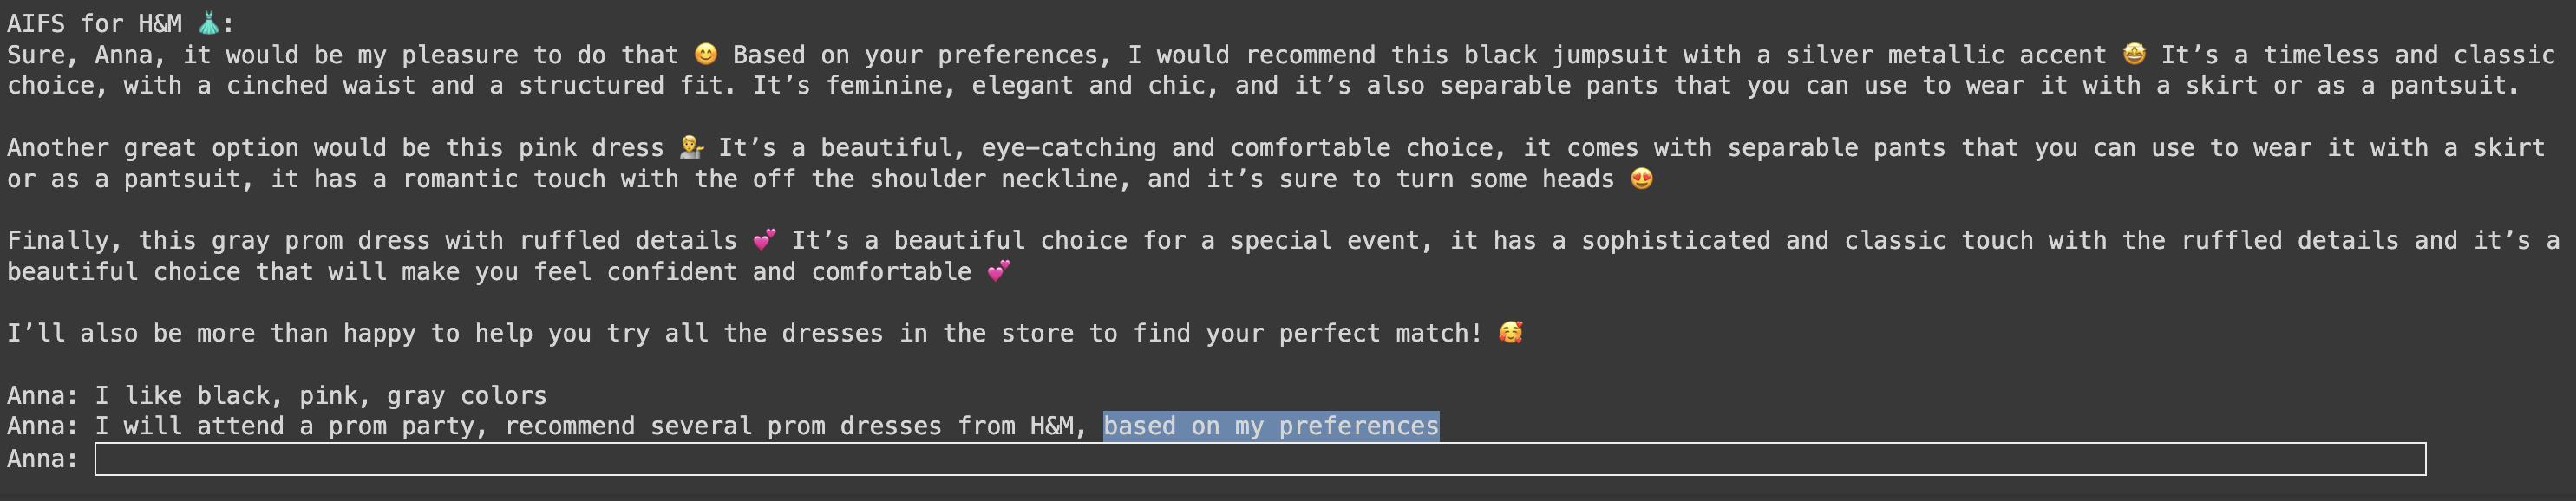 AIFS for H&M 👗:
Sure, Anna, it would be my pleasure to do that 😊 Based on your preferences, I would recommend this black jumpsuit with a silver metallic accent 🤩 It’s a timeless and classic
choice, with a cinched waist and a structured fit. It’s feminine, elegant and chic, and it’s also separable pants that you can use to wear it with a skirt or as a pantsuit.
Another great option would be this pink dress 💁‍♂️ It’s a beautiful, eye-catching and comfortable choice, it comes with separable pants that you can use to wear it with a skirt
or as a pantsuit, it has a romantic touch with the off the shoulder neckline, and it’s sure to turn some heads 😍
Finally, this gray prom dress with ruffled details 💕 It’s a beautiful choice for a special event, it has a sophisticated and classic touch with the ruffled details and it’s a
beautiful choice that will make you feel confident and comfortable 💕
I’ll also be more than happy to help you try all the dresses in the store to find your perfect match! 🥰
Anna: I like black, pink, gray colors
Anna: I will attend a prom party, recommend several prom dresses from H&M, based on my preferences
Anna: